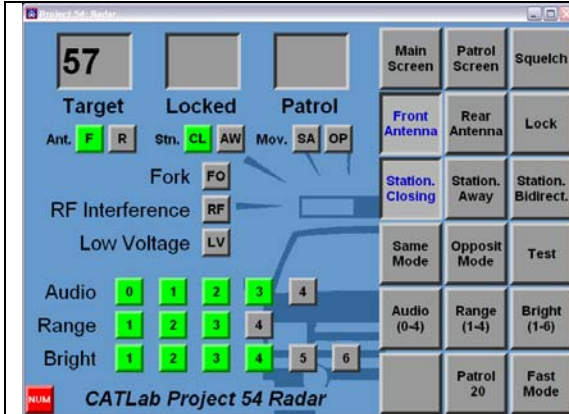 Project 54: Radar
57
Target Locked Patrol
Ant. F R Stn. CL AW Mov. SA OP
Fork FO
RF Interference RF
Low Voltage LV
Audio 0 1 2 3 4
Range 1 2 3 4
Bright 1 2 3 4 5 6
NUM CATLab Project 54 Radar
Main Screen
Patrol Screen
Squelch
Front Antenna
Rear Antenna
Lock
Station. Closing
Station. Away
Station. Bidirect.
Same Mode
Opposit Mode
Test
Audio (0-4)
Range (1-4)
Bright (1-6)
Patrol 20
Fast Mode